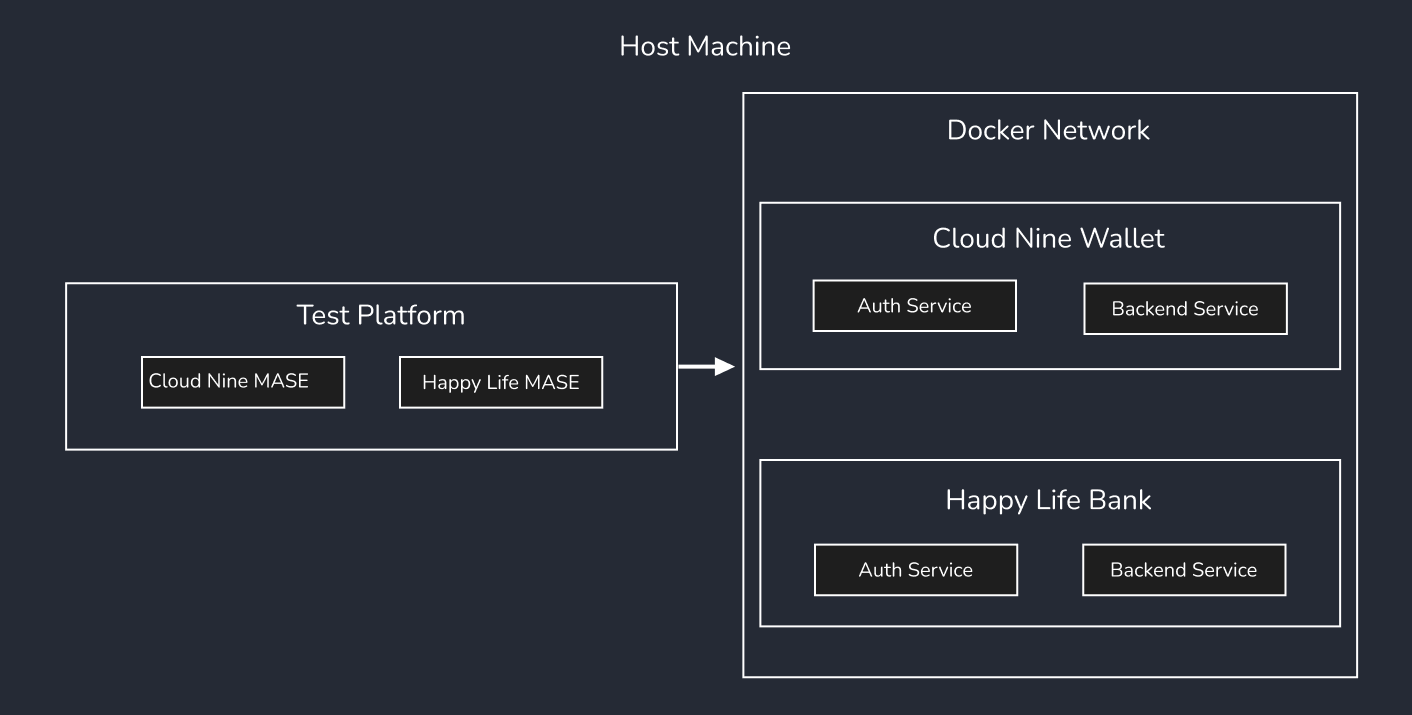 Host Machine
Test Platform
Cloud Nine MASE
Happy Life MASE
Docker Network
Cloud Nine Wallet
Auth Service
Backend Service
Happy Life Bank
Auth Service
Backend Service